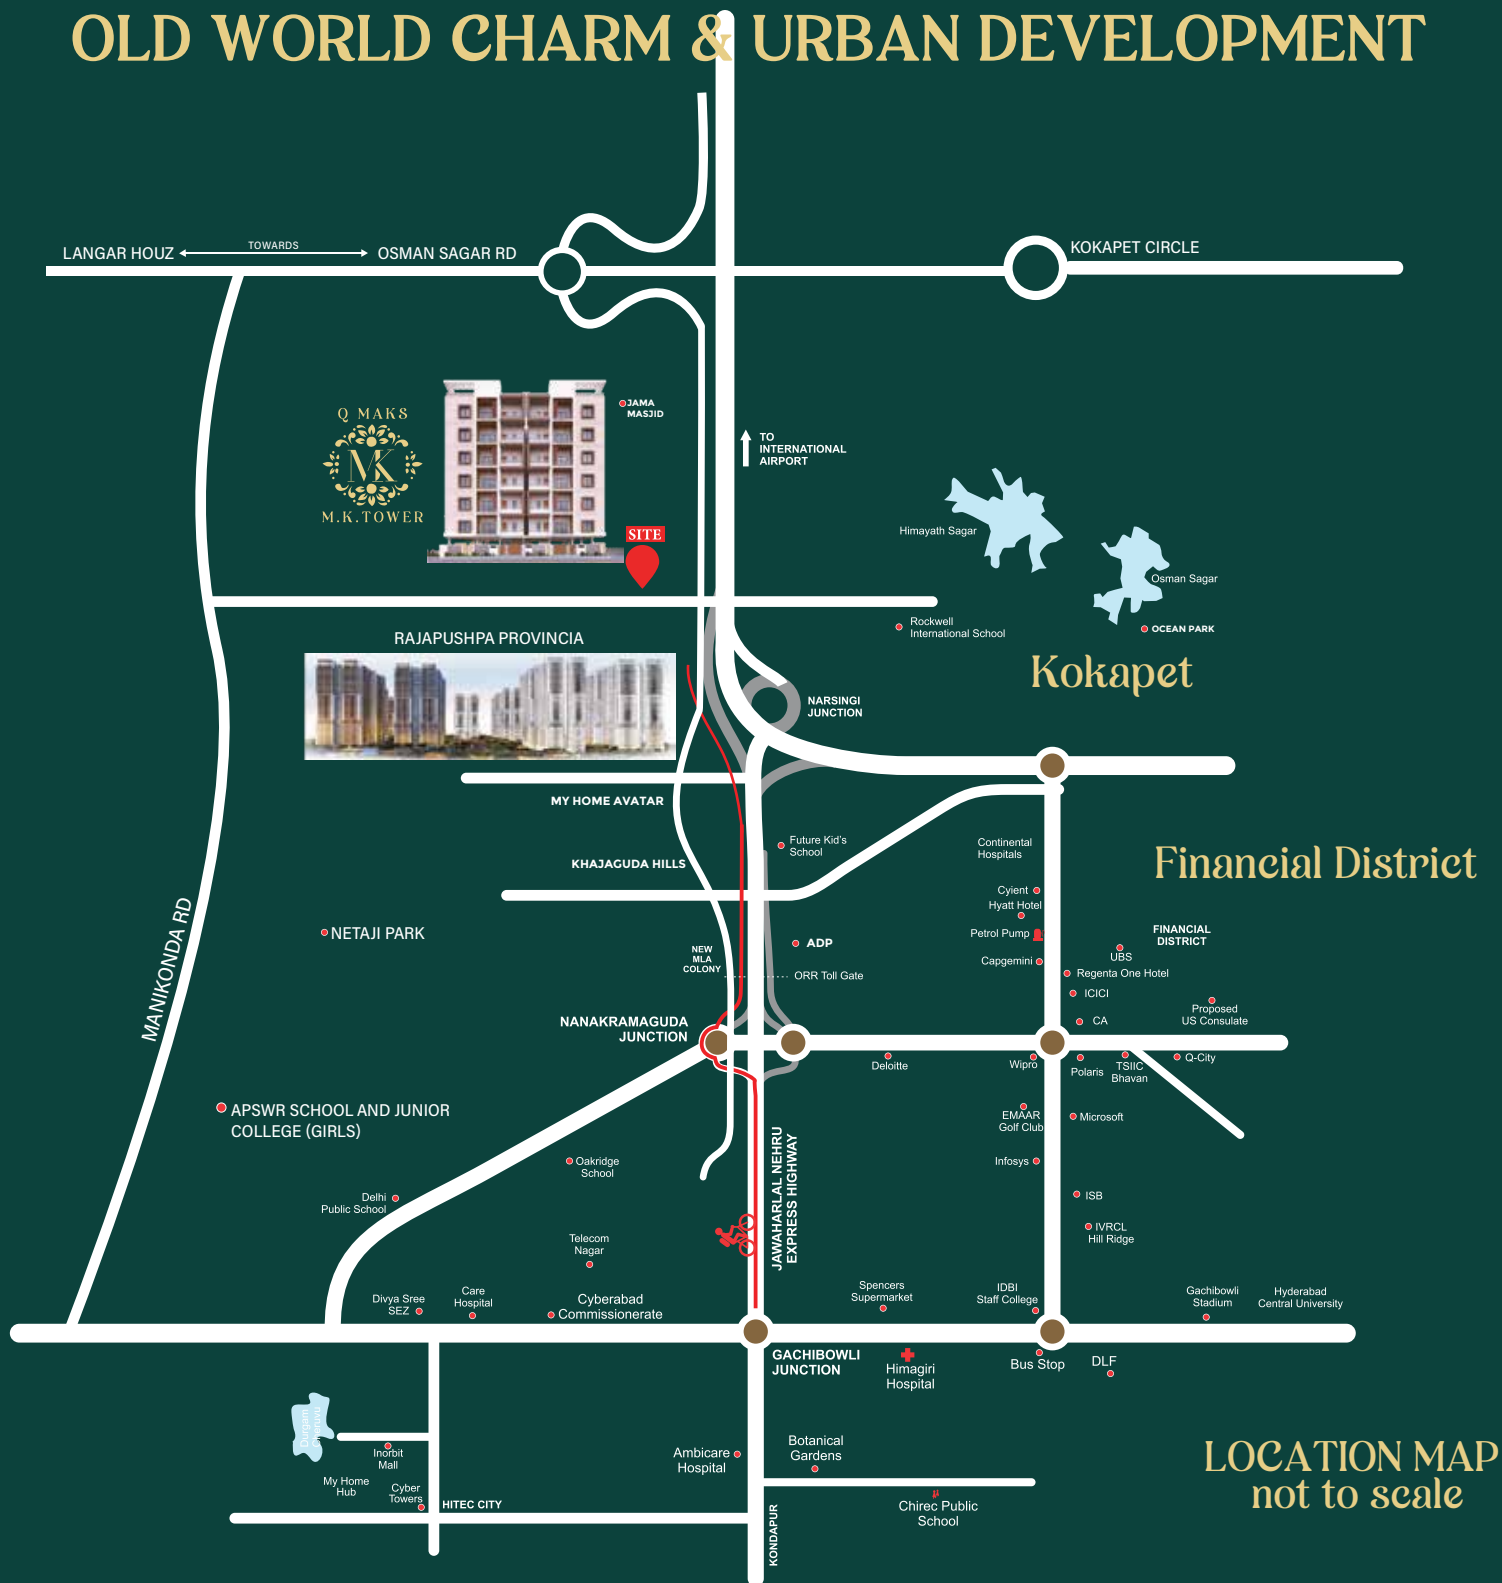 OLD WORLD CHARM & URBAN DEVELOPMENT
LANGAR HOUZ
TOWARDS
OSMAN SAGAR RD
KOKAPET CIRCLE
Q MAKS
MK
M.K.TOWER
JAMA
MASJID
TO
INTERNATIONAL
AIRPORT
SITE
Himayath Sagar
Osman Sagar
OCEAN PARK
Rockwell
International School
RAJAPUSHPA PROVINCIA
Kokapet
NARSINGI
JUNCTION
MY HOME AVATAR
KHAJAGUDA HILLS
Future Kid's
School
Continental
Hospitals
Financial District
Cyient
Hyatt Hotel
Petrol Pump
Capgemini
FINANCIAL
DISTRICT
UBS
Regenta One Hotel
ICICI
CA
Proposed
US Consulate
MANIKONDA RD
NETAJI PARK
NEW
MLA
COLONY
ADP
ORR Toll Gate
NANAKRAMAGUDA
JUNCTION
Deloitte
Wipro
Polaris
TSIIC
Bhavan
Q-City
APSWR SCHOOL AND JUNIOR
COLLEGE (GIRLS)
EMAAR
Golf Club
Microsoft
Oakridge
School
Infosys
Delhi
Public School
ISB
IVRCL
Hill Ridge
JAWAHARLAL NEHRU
EXPRESS HIGHWAY
Telecom
Nagar
Divya Sree
SEZ
Care
Hospital
Cyberabad
Commissionerate
Spencers
Supermarket
IDBI
Staff College
Gachibowli
Stadium
Hyderabad
Central University
GACHIBOWLI
JUNCTION
Himagiri
Hospital
Bus Stop
DLF
Durgam
Cheruvu
Inorbit
Mall
My Home
Hub
Cyber
Towers
HITEC CITY
Ambicare
Hospital
Botanical
Gardens
Chirec Public
School
KONDAPUR
LOCATION MAP
not to scale